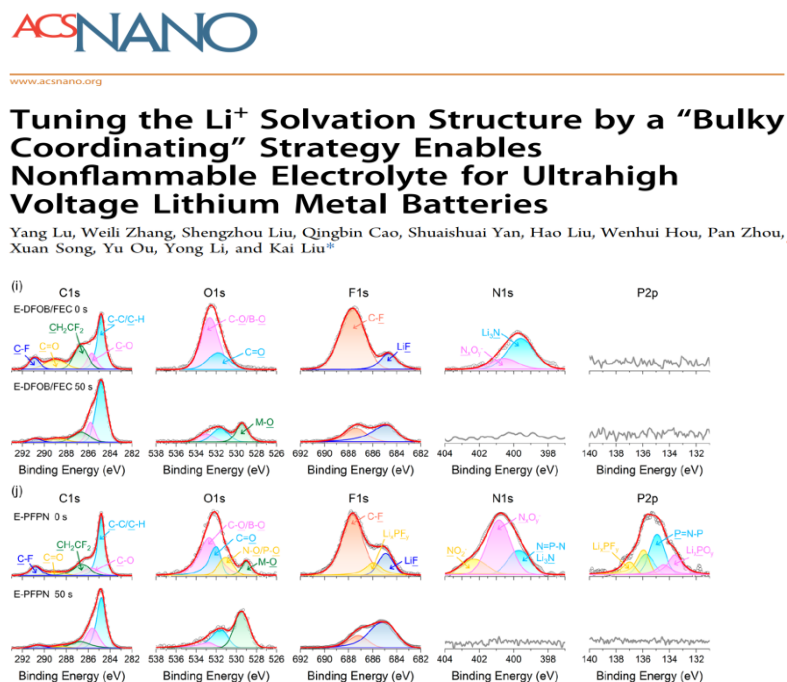 ACS NANO
www.acsnano.org
Tuning the Li⁺ Solvation Structure by a “Bulky
Coordinating” Strategy Enables
Nonflammable Electrolyte for Ultrahigh
Voltage Lithium Metal Batteries
Yang Lu, Weili Zhang, Shengzhou Liu, Qingbin Cao, Shuaishuai Yan, Hao Liu, Wenhui Hou, Pan Zhou,
Xuan Song, Yu Ou, Yong Li, and Kai Liu*
(i)
C1s O1s F1s N1s P2p
E-DFOB/FEC 0 s
C-C/C-H
CH₂CF₂
C-F C=O C-O
C-O/B-O
C=O
C-F
LiF
Li₃N
NₓOᵧ
E-DFOB/FEC 50 s
M-O
292 290 288 286 284 282 538 536 534 532 530 528 526 692 690 688 686 684 682 404 402 400 398 140 138 136 134 132
Binding Energy (eV) Binding Energy (eV) Binding Energy (eV) Binding Energy (eV) Binding Energy (eV)
(j)
C1s O1s F1s N1s P2p
E-PFPN 0 s
C-C/C-H
CH₂CF₂
C-F C=O C-O
C-O/B-O
C=O
N-O/P-O
M-O
C-F
LiₓPFᵧ
LiF
NₓOᵧ
NO₂⁻
N=P-N
Li₃N
P=N-P
LiₓPFᵧ
LiₓPOᵧ
E-PFPN 50 s
292 290 288 286 284 282 538 536 534 532 530 528 526 692 690 688 686 684 682 404 402 400 398 140 138 136 134 132
Binding Energy (eV) Binding Energy (eV) Binding Energy (eV) Binding Energy (eV) Binding Energy (eV)